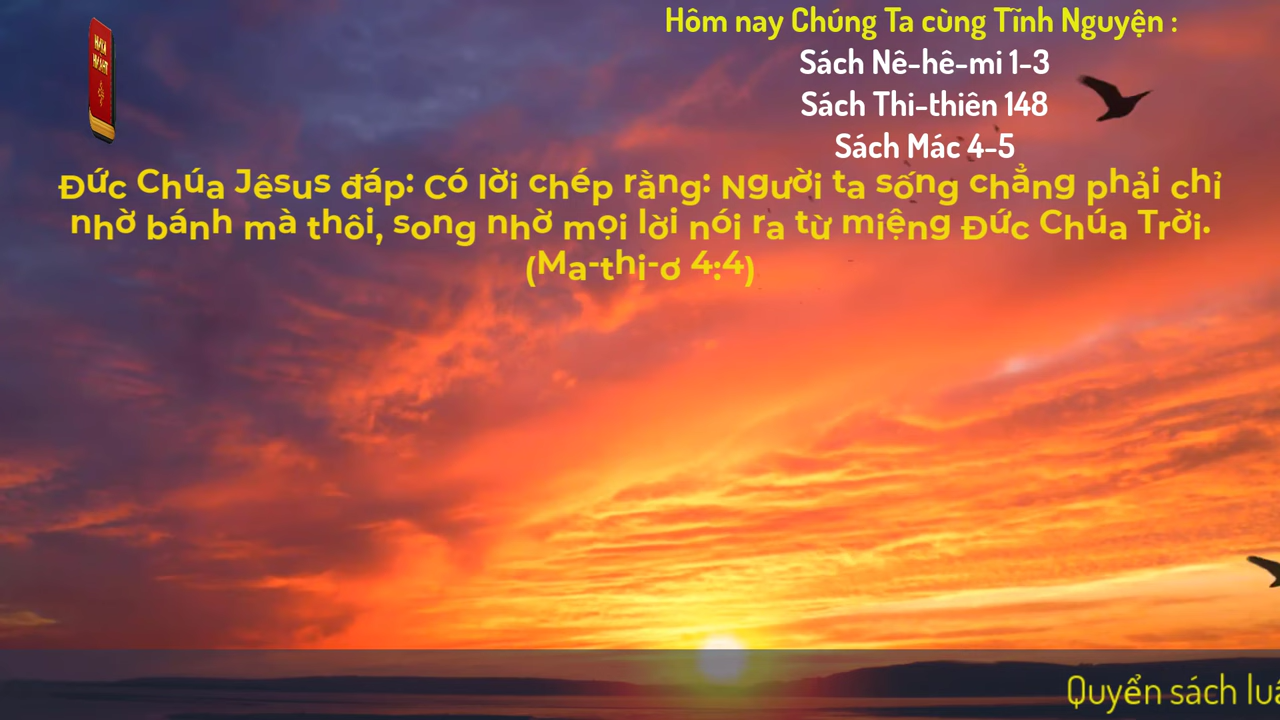 Hôm nay Chúng Ta cùng Tĩnh Nguyện :
Sách Nê-hê-mi 1-3
Sách Thi-thiên 148
Sách Mác 4-5
Đức Chúa Jêsus đáp: Có lời chép rằng: Người ta sống chẳng phải chỉ
nhờ bánh mà thôi, song nhờ mọi lời nói ra từ miệng Đức Chúa Trời.
(Ma-thi-ơ 4:4)
Quyển sách